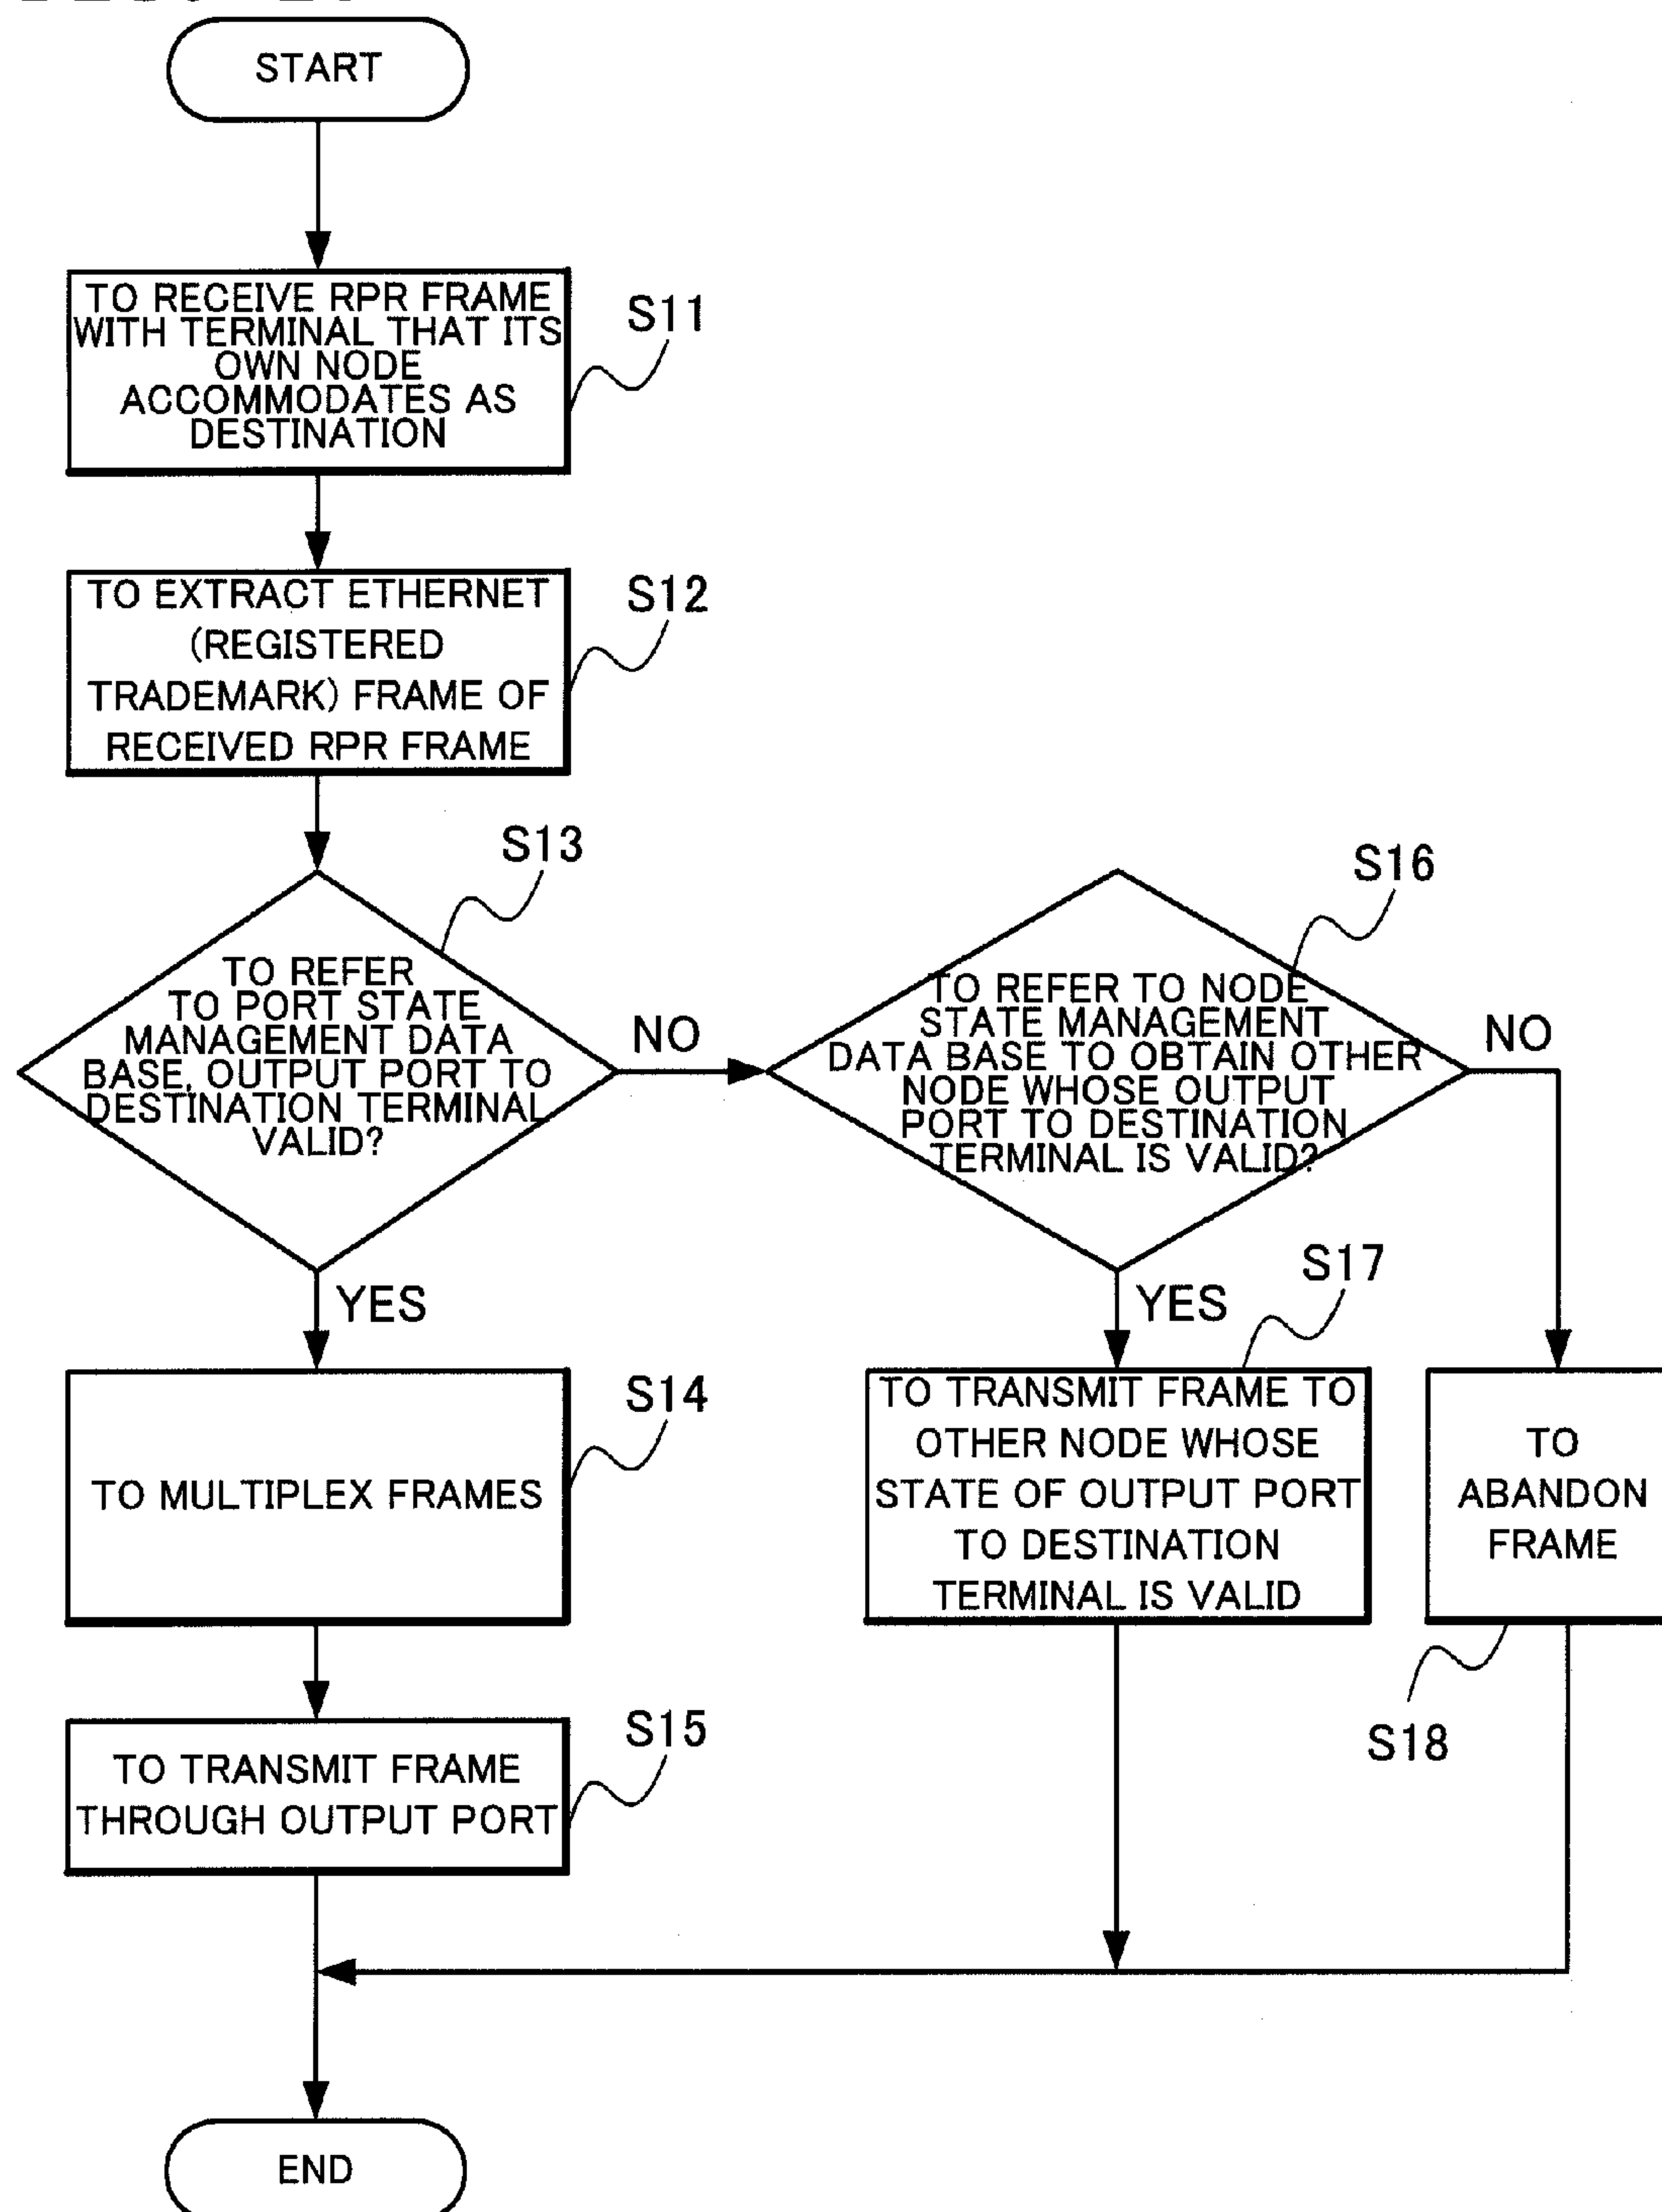 START
TO RECEIVE RPR FRAME
WITH TERMINAL THAT ITS
OWN NODE
ACCOMMODATES AS
DESTINATION
S11
TO EXTRACT ETHERNET
(REGISTERED
TRADEMARK) FRAME OF
RECEIVED RPR FRAME
S12
S13
TO REFER
TO PORT STATE
MANAGEMENT DATA
BASE, OUTPUT PORT TO
DESTINATION TERMINAL
VALID?
NO
YES
S16
TO REFER TO NODE
STATE MANAGEMENT
DATA BASE TO OBTAIN OTHER
NODE WHOSE OUTPUT
PORT TO DESTINATION
TERMINAL IS VALID?
NO
YES
S14
TO MULTIPLEX FRAMES
S17
TO TRANSMIT FRAME TO
OTHER NODE WHOSE
STATE OF OUTPUT PORT
TO DESTINATION
TERMINAL IS VALID
TO
ABANDON
FRAME
S18
S15
TO TRANSMIT FRAME
THROUGH OUTPUT PORT
END